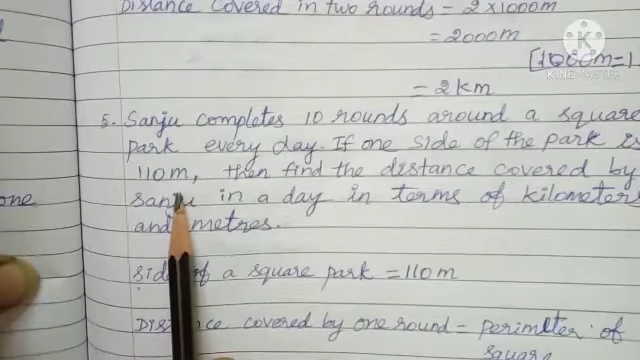 Distance covered in two rounds = 2 x 1000m
= 2000m
[1000m=1
= 2 km
KINEMASTER
5. Sanju completes 10 rounds around a square
park every day. If one side of the park is
110m, then find the distance covered by
one
Sanju in a day in terms of kilometers
and metres.
Side of a square park = 110m
Distance covered by one round = perimeter of
square